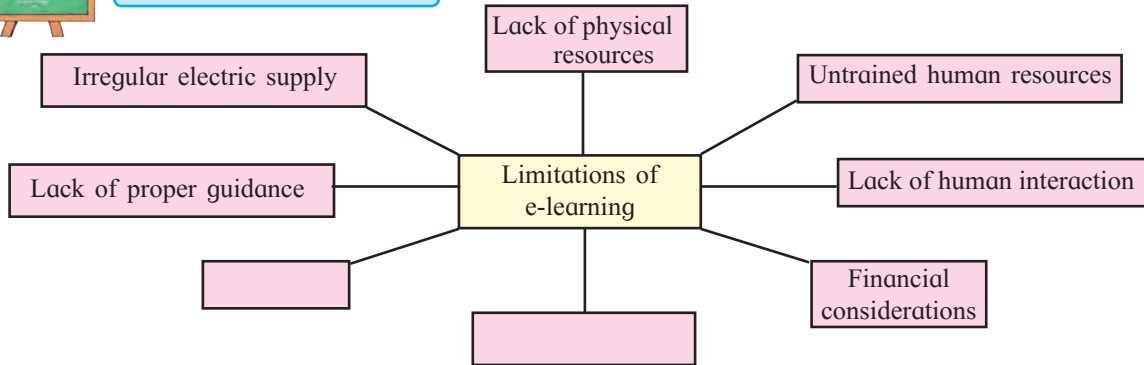 Lack of physical
resources
Irregular electric supply
Untrained human resources
Limitations of
e-learning
Lack of proper guidance
Lack of human interaction
Financial
considerations